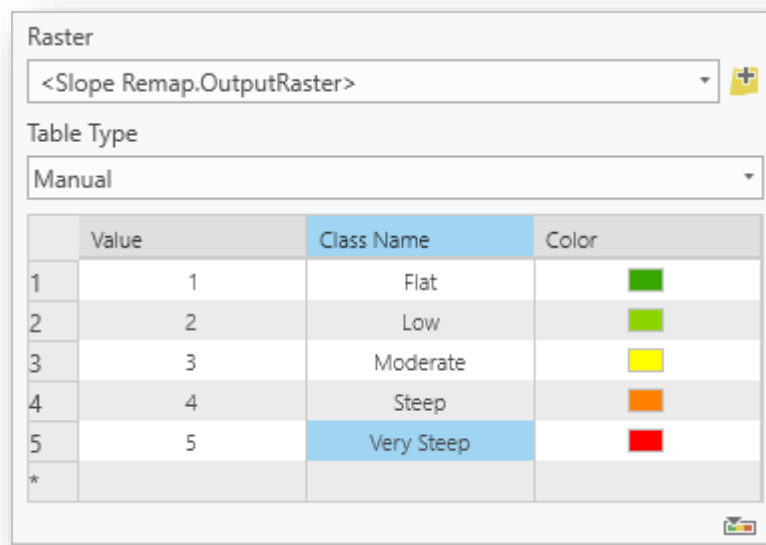 Raster
<Slope Remap.OutputRaster>
Table Type
Manual
Value Class Name Color
1 1 Flat
2 2 Low
3 3 Moderate
4 4 Steep
5 5 Very Steep
*